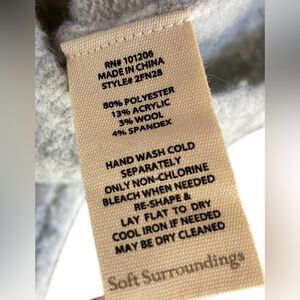 RN# 101206
MADE IN CHINA
STYLE# 2FN28
80% POLYESTER
13% ACRYLIC
3% WOOL
4% SPANDEX
HAND WASH COLD
SEPARATELY
ONLY NON-CHLORINE
BLEACH WHEN NEEDED
RE-SHAPE &
LAY FLAT TO DRY
COOL IRON IF NEEDED
MAY BE DRY CLEANED
Soft Surroundings